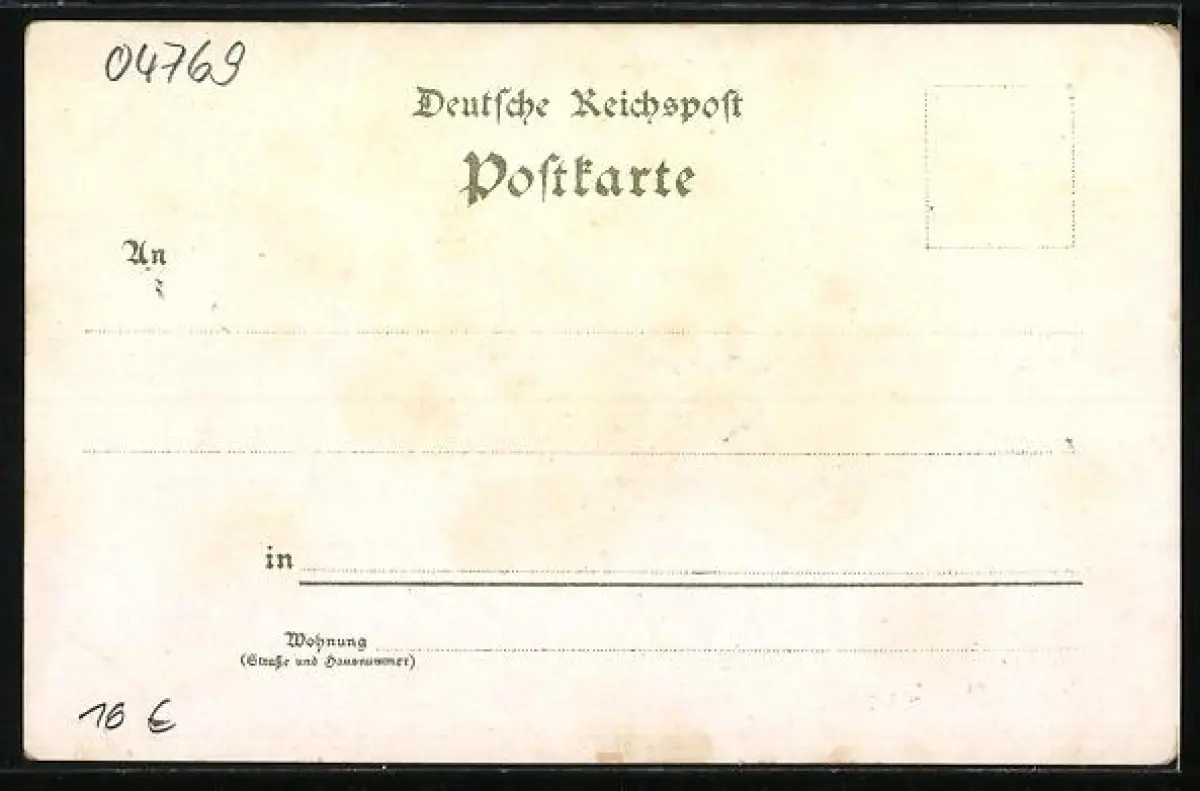 04769
Deutſche Reichspoſt
Poſtkarte
An
in
Wohnung
(Straße und Hausnummer)
16 €